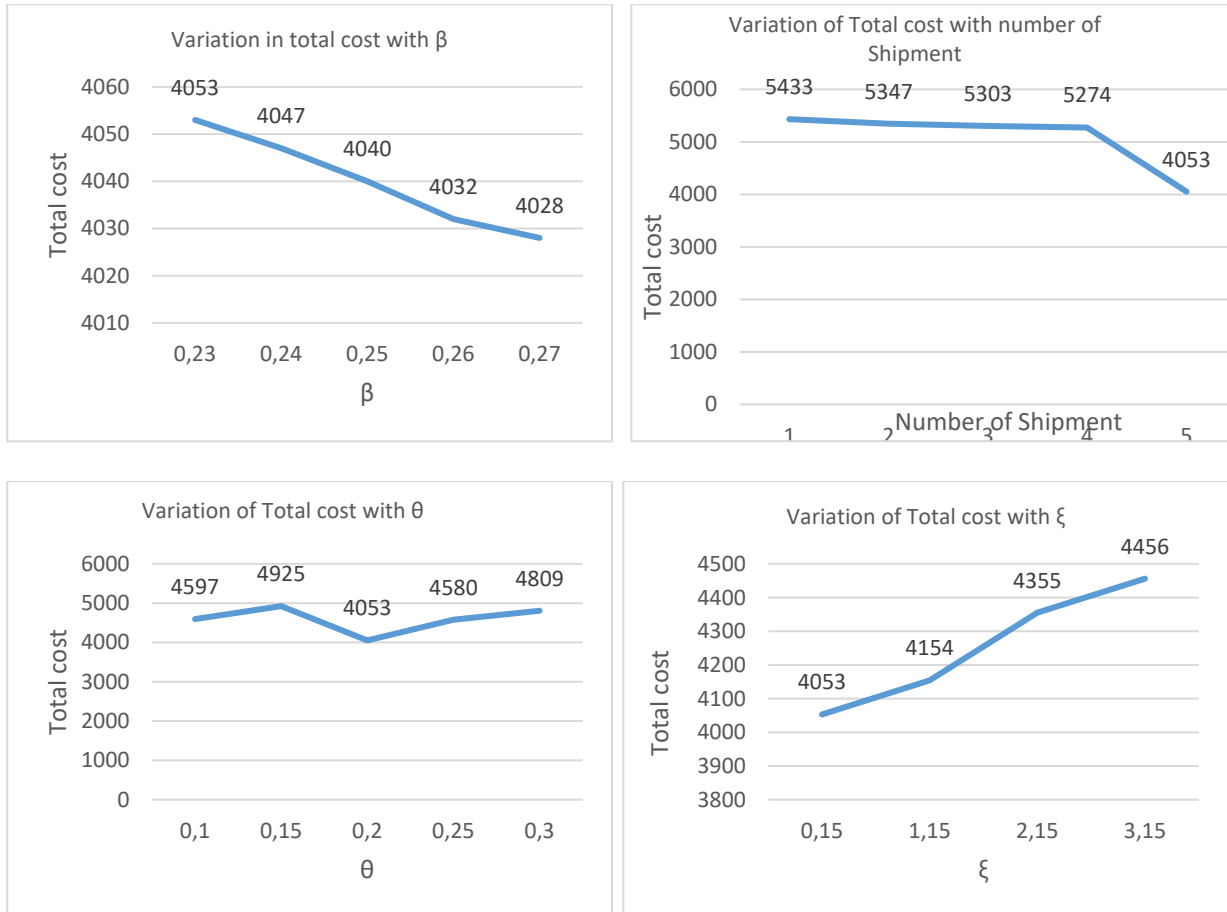 Variation in total cost with β
4060
4050
4040
4030
4020
4010
Total cost
4053
4047
4040
4032
4028
0,23 0,24 0,25 0,26 0,27
β
Variation of Total cost with number of
Shipment
6000
5000
4000
3000
2000
1000
0
Total cost
5433 5347 5303 5274
4053
Number of Shipment
1 2 3 4 5
Variation of Total cost with θ
6000
5000
4000
3000
2000
1000
0
Total cost
4597
4925
4053
4580
4809
0,1 0,15 0,2 0,25 0,3
θ
Variation of Total cost with ξ
4500
4400
4300
4200
4100
4000
3900
3800
Total cost
4053
4154
4355
4456
0,15 1,15 2,15 3,15
ξ